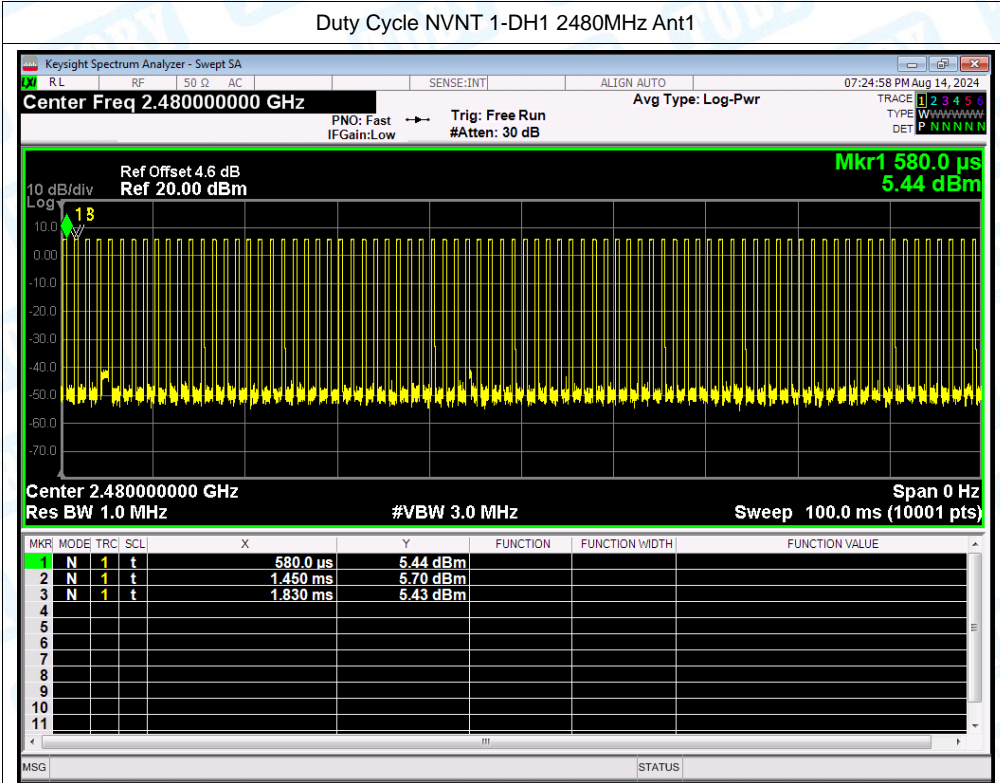 Duty Cycle NVNT 1-DH1 2480MHz Ant1
Keysight Spectrum Analyzer - Swept SA
LXI RL RF 50 Ω AC SENSE:INT ALIGN AUTO 07:24:58 PM Aug 14, 2024
Center Freq 2.480000000 GHz Avg Type: Log-Pwr TRACE 1 2 3 4 5 6
PNO: Fast Trig: Free Run TYPE WWWWWW
IFGain:Low #Atten: 30 dB DET P N N N N N
Mkr1 580.0 µs
5.44 dBm
Ref Offset 4.6 dB
10 dB/div Ref 20.00 dBm
Log
1 3
10.0
0.00
-10.0
-20.0
-30.0
-40.0
-50.0
-60.0
-70.0
Center 2.480000000 GHz Span 0 Hz
Res BW 1.0 MHz #VBW 3.0 MHz Sweep 100.0 ms (10001 pts)
MKR MODE TRC SCL X Y FUNCTION FUNCTION WIDTH FUNCTION VALUE
1 N 1 t 580.0 µs 5.44 dBm
2 N 1 t 1.450 ms 5.70 dBm
3 N 1 t 1.830 ms 5.43 dBm
4
5
6
7
8
9
10
11
MSG STATUS